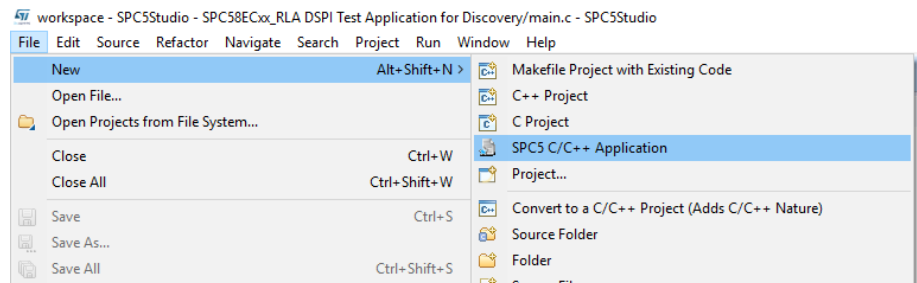 workspace - SPC5Studio - SPC58ECxx_RLA DSPI Test Application for Discovery/main.c - SPC5Studio
File Edit Source Refactor Navigate Search Project Run Window Help
New Alt+Shift+N >
Open File...
Open Projects from File System...
Close Ctrl+W
Close All Ctrl+Shift+W
Save Ctrl+S
Save As...
Save All Ctrl+Shift+S
Makefile Project with Existing Code
C++ Project
C Project
SPC5 C/C++ Application
Project...
Convert to a C/C++ Project (Adds C/C++ Nature)
Source Folder
Folder